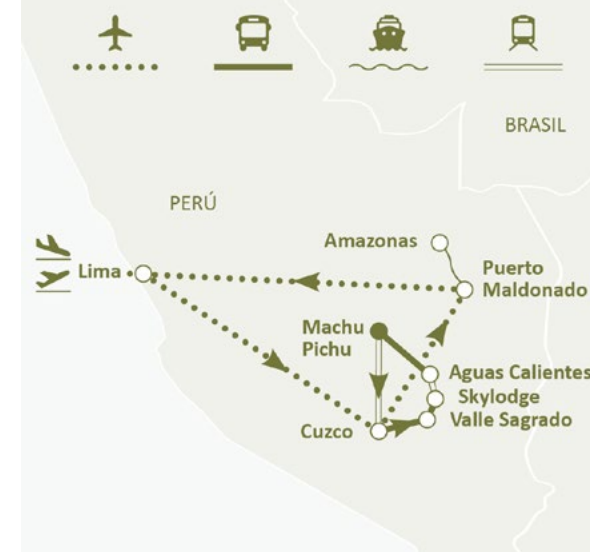 BRASIL
PERÚ
Amazonas
Lima
Puerto
Maldonado
Machu
Pichu
Aguas Calientes
Skylodge
Valle Sagrado
Cuzco